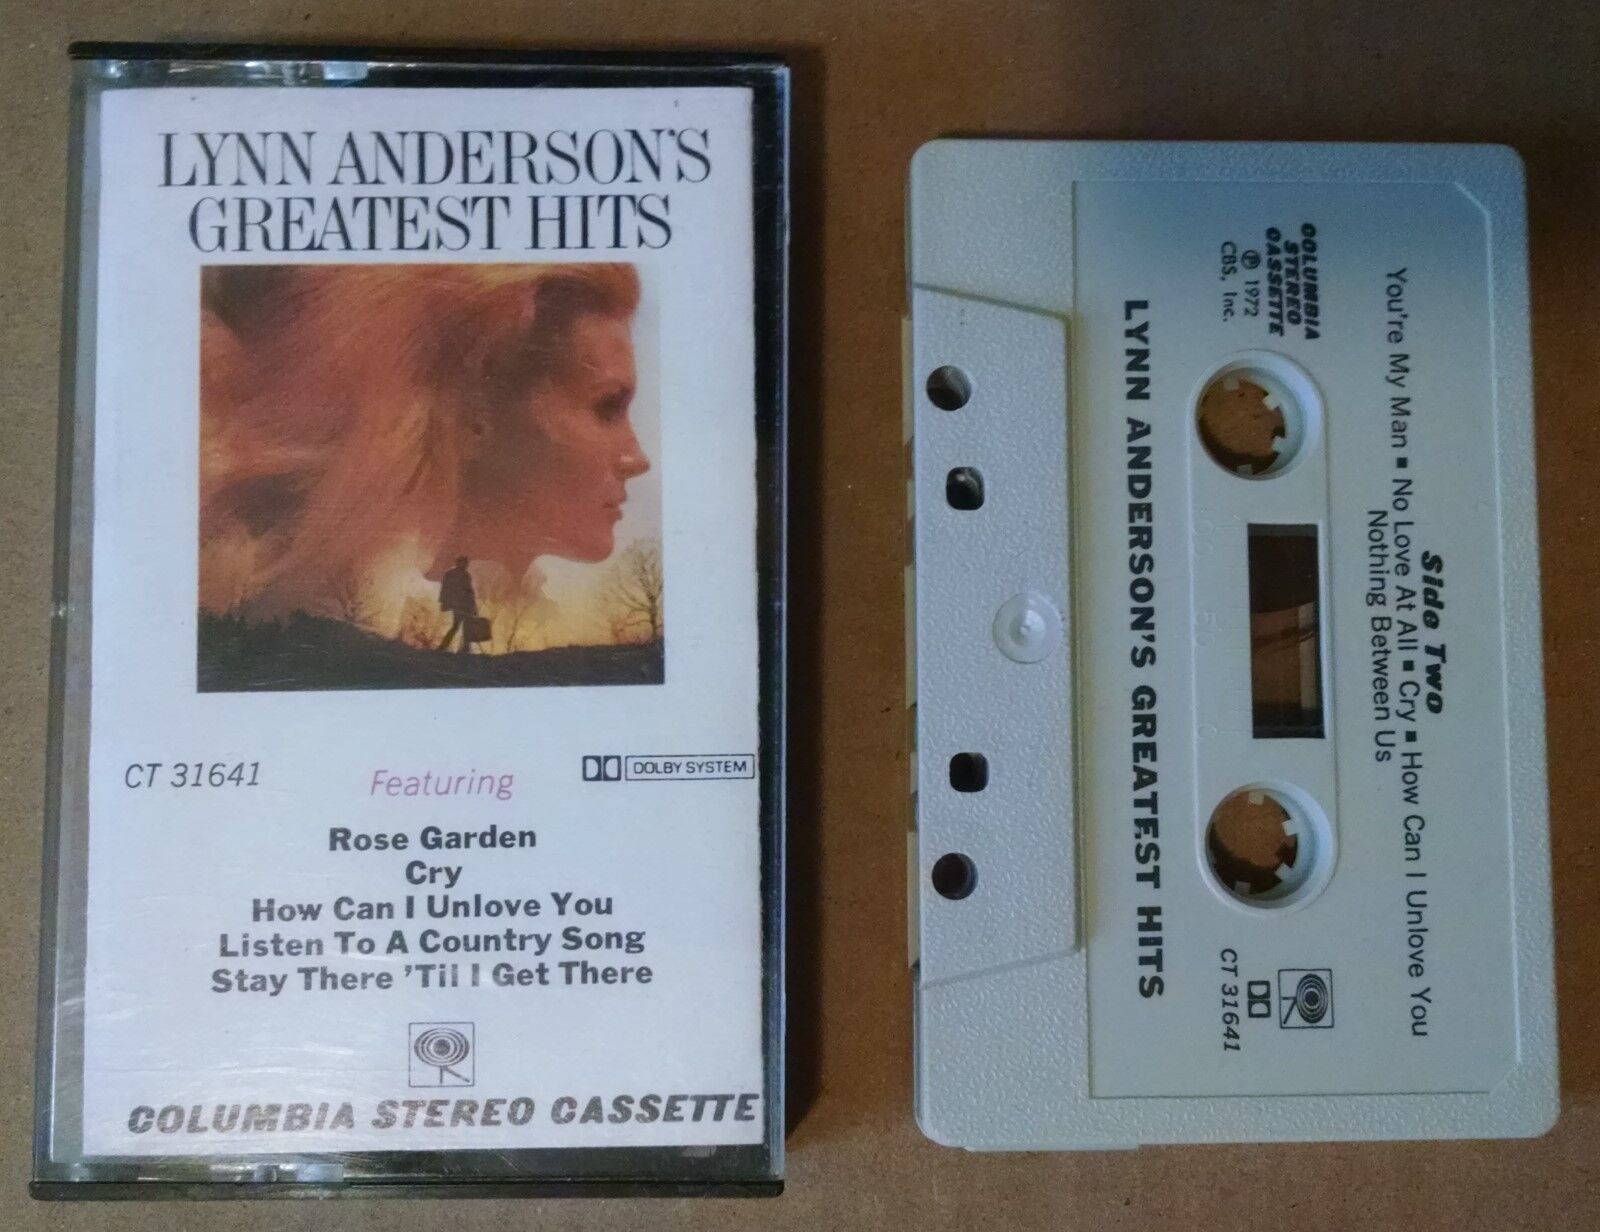 LYNN ANDERSON'S
GREATEST HITS
CT 31641
Featuring
DOLBY SYSTEM
Rose Garden
Cry
How Can I Unlove You
Listen To A Country Song
Stay There 'Til I Get There
COLUMBIA STEREO CASSETTE
Side Two
You're My Man ■ No Love At All ■ Cry ■ How Can I Unlove You
Nothing Between Us
COLUMBIA
STEREO
CASSETTE
℗ 1972
CBS, Inc.
100 50 0
CT 31641
LYNN ANDERSON'S GREATEST HITS